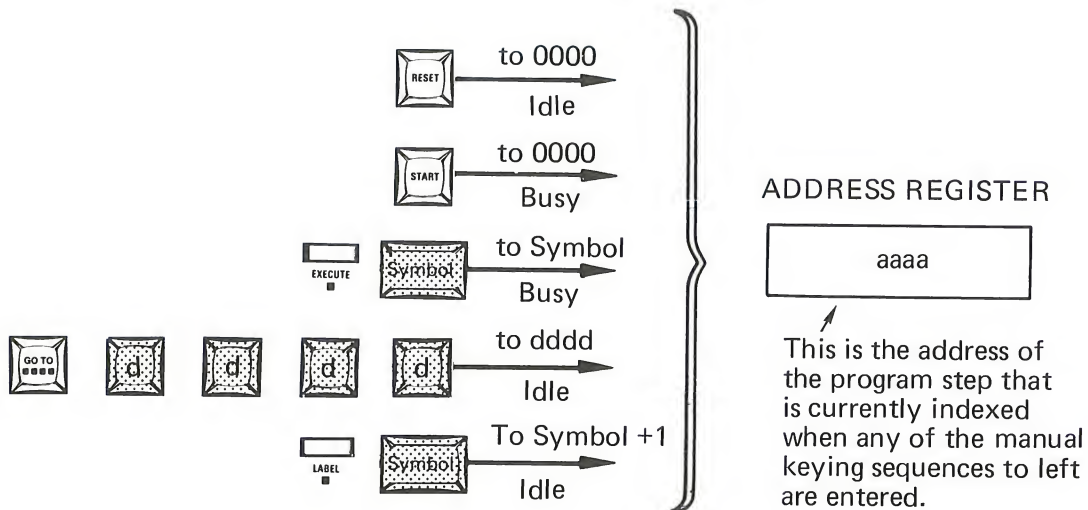 to 0000
RESET
Idle
to 0000
START
Busy
to Symbol
EXECUTE
Symbol
Busy
to dddd
GO TO
d d d d
Idle
To Symbol +1
LABEL
Symbol
Idle
ADDRESS REGISTER
aaaa
This is the address of
the program step that
is currently indexed
when any of the manual
keying sequences to left
are entered.